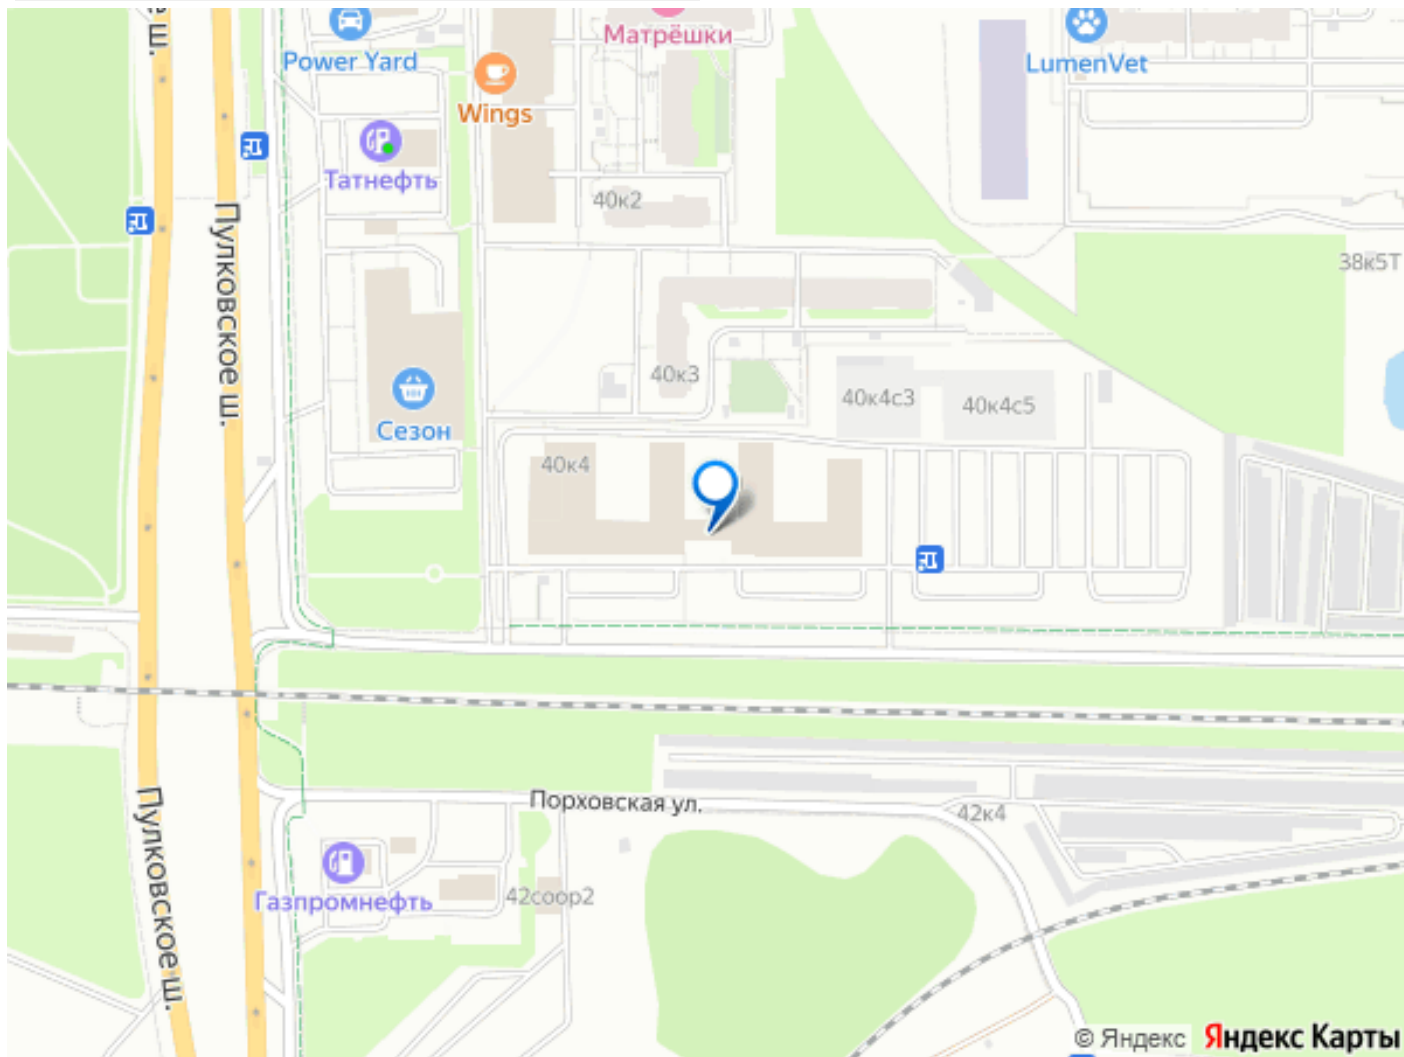 ш.
Матрёшки
Power Yard
LumenVet
Wings
Татнефть
40к2
Пулковское ш.
38к5Т
40к3
40к4с3
40к4с5
Сезон
40к4
Порховская ул.
42к4
Пулковское ш.
Газпромнефть
42соор2
© Яндекс Яндекс Карты